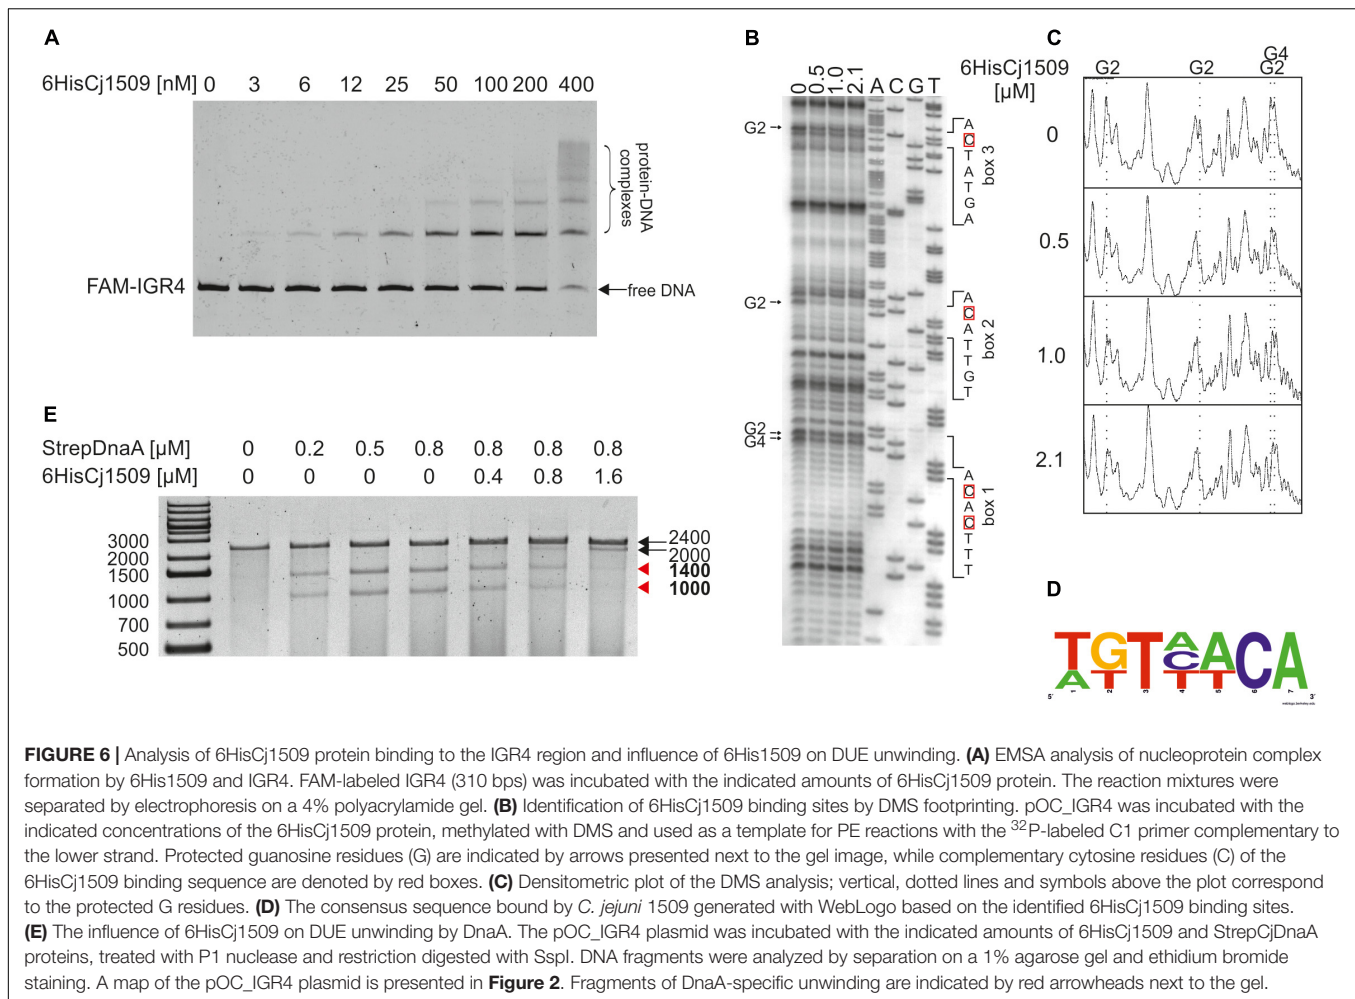 A
6HisCj1509 [nM] 0 3 6 12 25 50 100 200 400
protein-DNA
complexes
FAM-IGR4
free DNA
B
0 0.5 1.0 2.1 A C G T
G2
G2
G2
G4
A
C
T
A
T
G
A
box 3
A
C
A
T
T
G
T
box 2
A
C
A
C
T
T
T
box 1
C
6HisCj1509
[µM]
G4
G2 G2 G2
0
0.5
1.0
2.1
D
TGTAACA
A TCT
TT
5´ 1 2 3 4 5 6 7 3´
weblogo.berkeley.edu
E
StrepDnaA [µM] 0 0.2 0.5 0.8 0.8 0.8 0.8
6HisCj1509 [µM] 0 0 0 0 0.4 0.8 1.6
3000
2000
1500
1000
700
500
2400
2000
1400
1000
FIGURE 6 | Analysis of 6HisCj1509 protein binding to the IGR4 region and influence of 6His1509 on DUE unwinding. (A) EMSA analysis of nucleoprotein complex
formation by 6His1509 and IGR4. FAM-labeled IGR4 (310 bps) was incubated with the indicated amounts of 6HisCj1509 protein. The reaction mixtures were
separated by electrophoresis on a 4% polyacrylamide gel. (B) Identification of 6HisCj1509 binding sites by DMS footprinting. pOC_IGR4 was incubated with the
indicated concentrations of the 6HisCj1509 protein, methylated with DMS and used as a template for PE reactions with the ³²P-labeled C1 primer complementary to
the lower strand. Protected guanosine residues (G) are indicated by arrows presented next to the gel image, while complementary cytosine residues (C) of the
6HisCj1509 binding sequence are denoted by red boxes. (C) Densitometric plot of the DMS analysis; vertical, dotted lines and symbols above the plot correspond
to the protected G residues. (D) The consensus sequence bound by C. jejuni 1509 generated with WebLogo based on the identified 6HisCj1509 binding sites.
(E) The influence of 6HisCj1509 on DUE unwinding by DnaA. The pOC_IGR4 plasmid was incubated with the indicated amounts of 6HisCj1509 and StrepCjDnaA
proteins, treated with P1 nuclease and restriction digested with SspI. DNA fragments were analyzed by separation on a 1% agarose gel and ethidium bromide
staining. A map of the pOC_IGR4 plasmid is presented in Figure 2. Fragments of DnaA-specific unwinding are indicated by red arrowheads next to the gel.